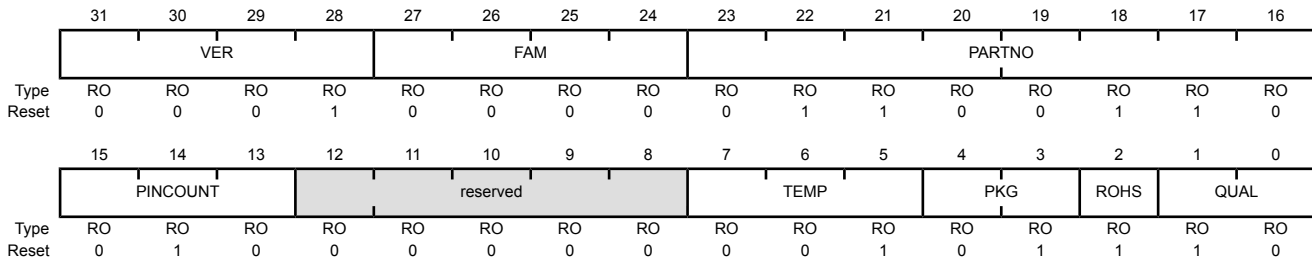 31 30 29 28 27 26 25 24 23 22 21 20 19 18 17 16
VER FAM PARTNO
Type RO RO RO RO RO RO RO RO RO RO RO RO RO RO RO RO
Reset 0 0 0 1 0 0 0 0 0 1 1 0 0 1 1 0
15 14 13 12 11 10 9 8 7 6 5 4 3 2 1 0
PINCOUNT reserved TEMP PKG ROHS QUAL
Type RO RO RO RO RO RO RO RO RO RO RO RO RO RO RO RO
Reset 0 1 0 0 0 0 0 0 0 0 1 0 1 1 1 0